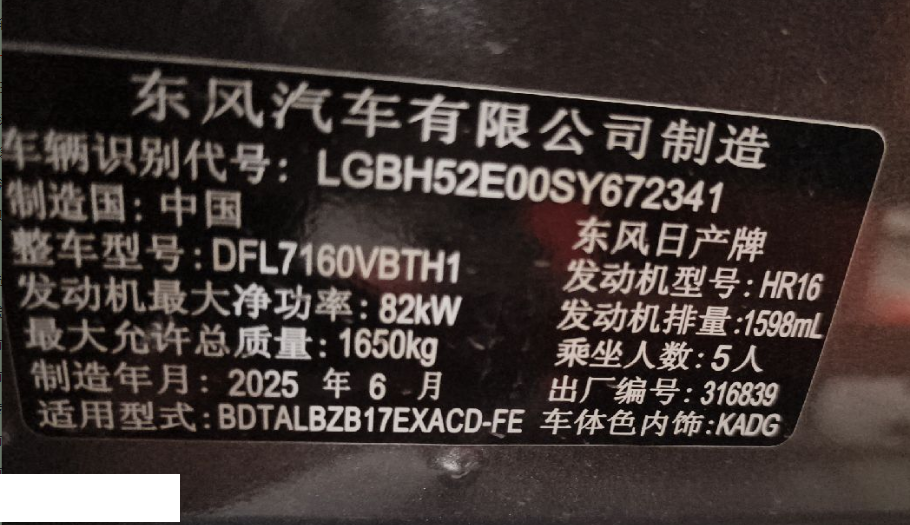 东风汽车有限公司制造
车辆识别代号：LGBH52E00SY672341
制造国：中国
东风日产牌
整车型号：DFL7160VBTH1
发动机型号：HR16
发动机最大净功率：82kW
发动机排量：1598mL
最大允许总质量：1650kg
乘坐人数：5人
制造年月：2025 年 6 月
出厂编号：316839
适用型式：BDTALBZB17EXACD-FE
车体色内饰：KADG